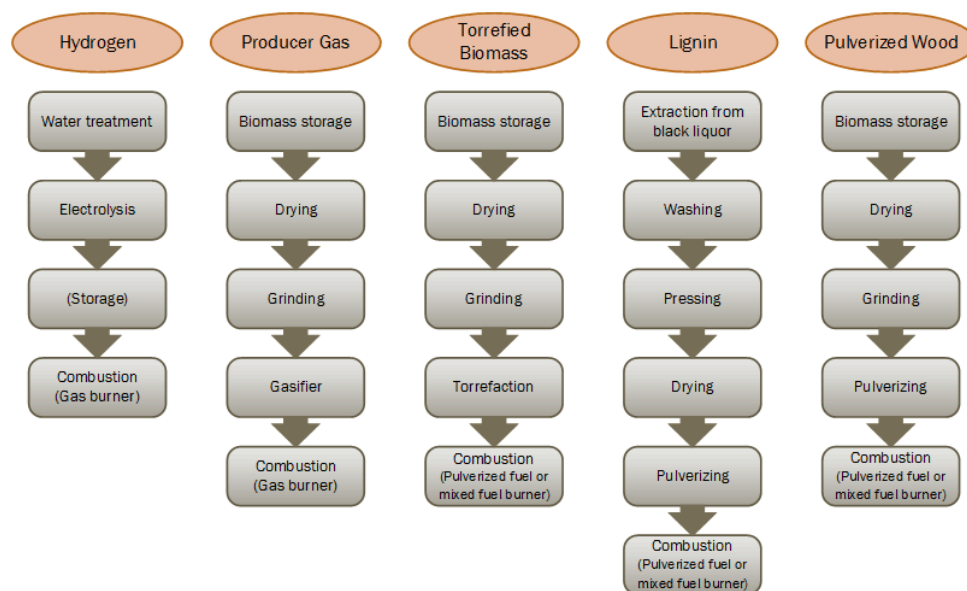 Hydrogen
Water treatment
Electrolysis
(Storage)
Combustion
(Gas burner)
Producer Gas
Biomass storage
Drying
Grinding
Gasifier
Combustion
(Gas burner)
Torrefied
Biomass
Biomass storage
Drying
Grinding
Torrefaction
Combustion
(Pulverized fuel or
mixed fuel burner)
Lignin
Extraction from
black liquor
Washing
Pressing
Drying
Pulverizing
Combustion
(Pulverized fuel or
mixed fuel burner)
Pulverized Wood
Biomass storage
Drying
Grinding
Pulverizing
Combustion
(Pulverized fuel or
mixed fuel burner)